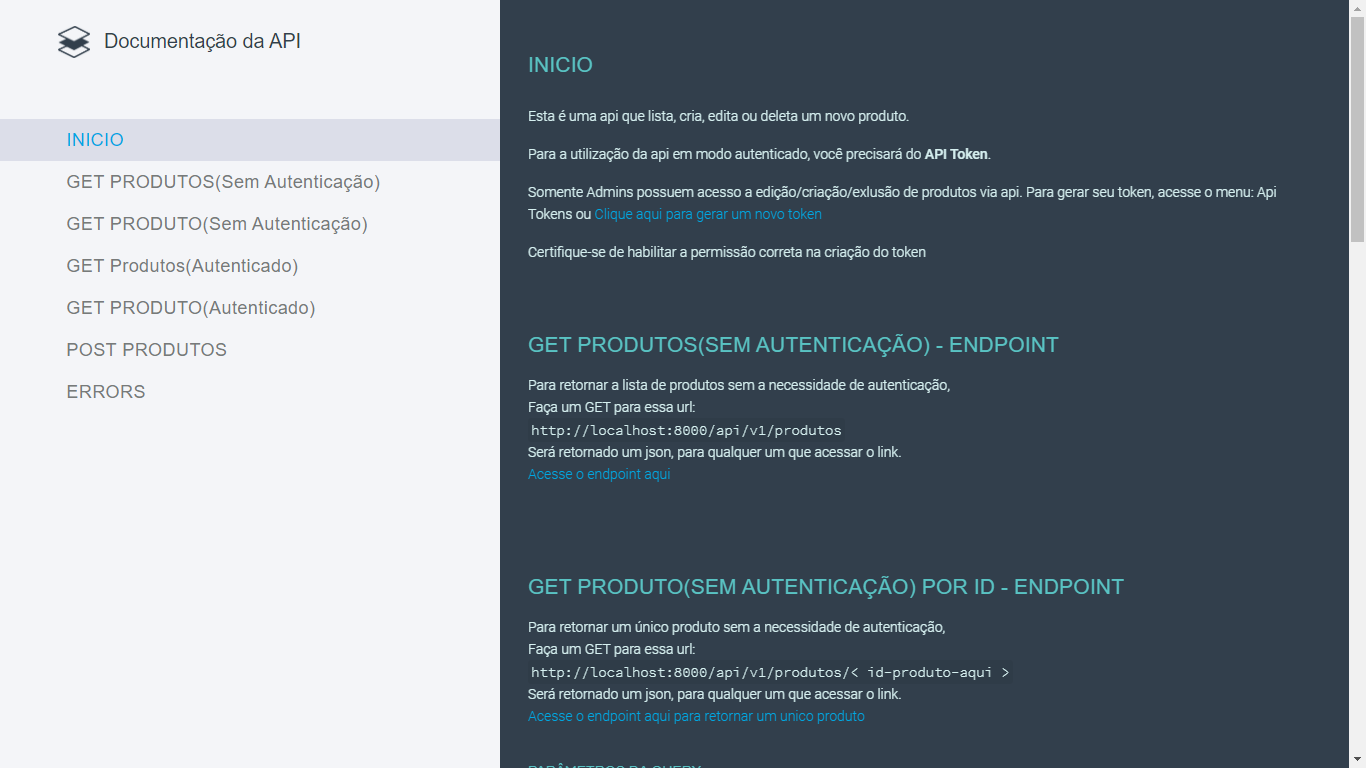 Documentação da API
INICIO
GET PRODUTOS(Sem Autenticação)
GET PRODUTO(Sem Autenticação)
GET Produtos(Autenticado)
GET PRODUTO(Autenticado)
POST PRODUTOS
ERRORS
INICIO
Esta é uma api que lista, cria, edita ou deleta um novo produto.
Para a utilização da api em modo autenticado, você precisará do API Token.
Somente Admins possuem acesso a edição/criação/exlusão de produtos via api. Para gerar seu token, acesse o menu: Api
Tokens ou Clique aqui para gerar um novo token
Certifique-se de habilitar a permissão correta na criação do token
GET PRODUTOS(SEM AUTENTICAÇÃO) - ENDPOINT
Para retornar a lista de produtos sem a necessidade de autenticação,
Faça um GET para essa url:
http://localhost:8000/api/v1/produtos
Será retornado um json, para qualquer um que acessar o link.
Acesse o endpoint aqui
GET PRODUTO(SEM AUTENTICAÇÃO) POR ID - ENDPOINT
Para retornar um único produto sem a necessidade de autenticação,
Faça um GET para essa url:
http://localhost:8000/api/v1/produtos/< id-produto-aqui >
Será retornado um json, para qualquer um que acessar o link.
Acesse o endpoint aqui para retornar um unico produto
PARÂMETROS DA QUERY